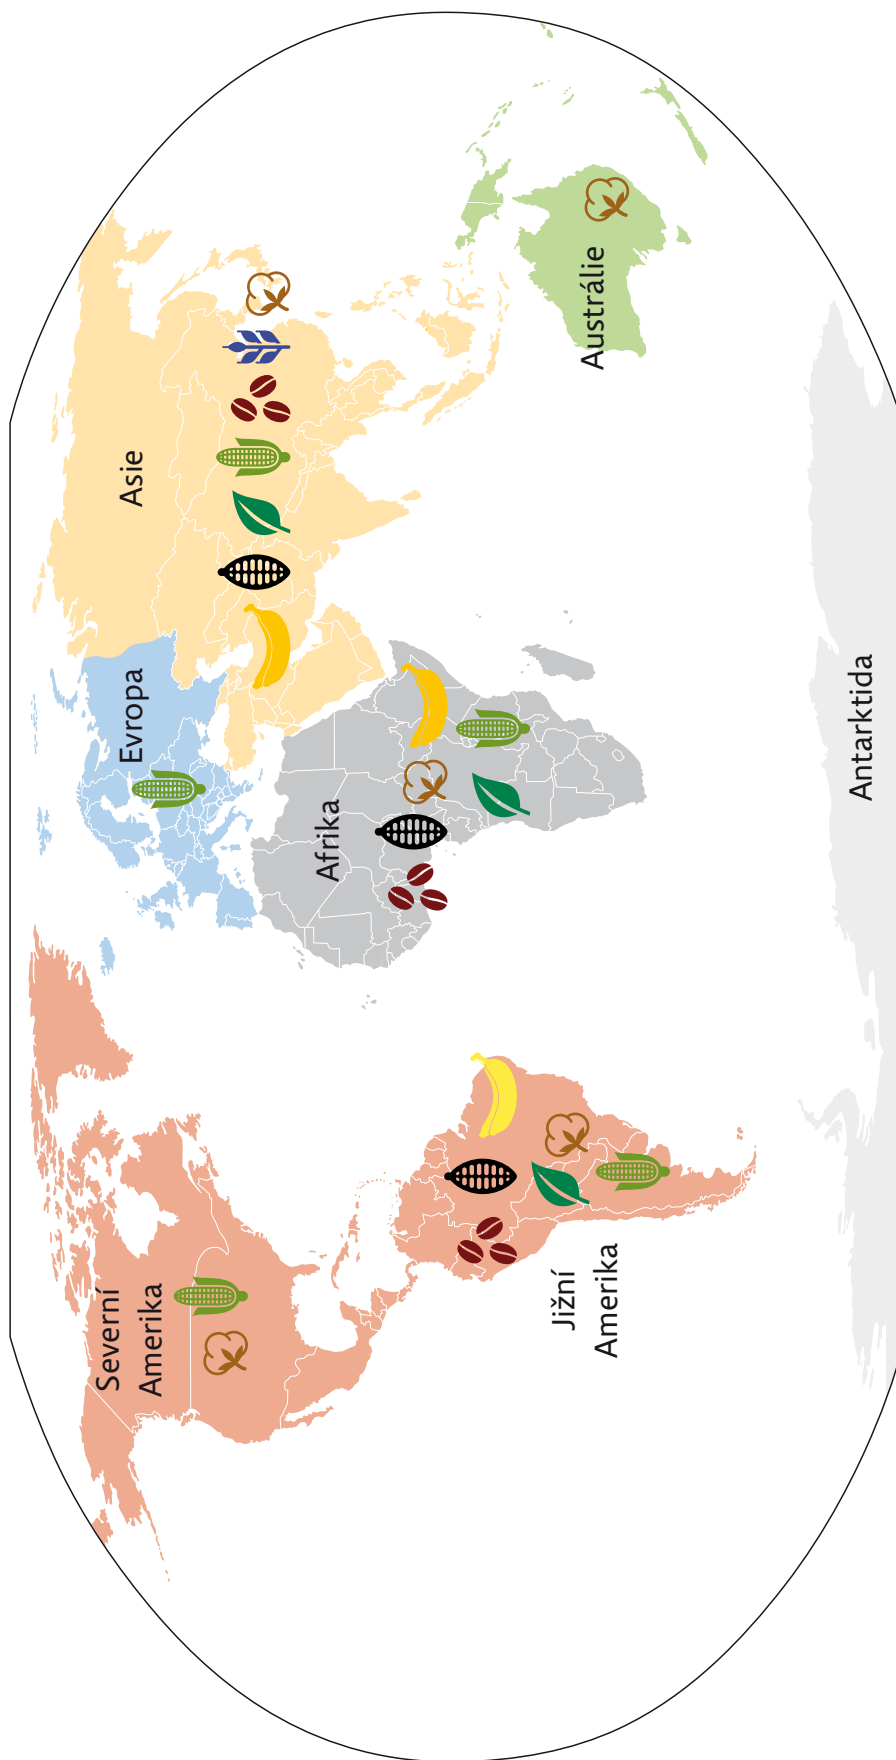 Severní
Amerika
Evropa
Asie
Afrika
Jižní
Amerika
Austrálie
Antarktida